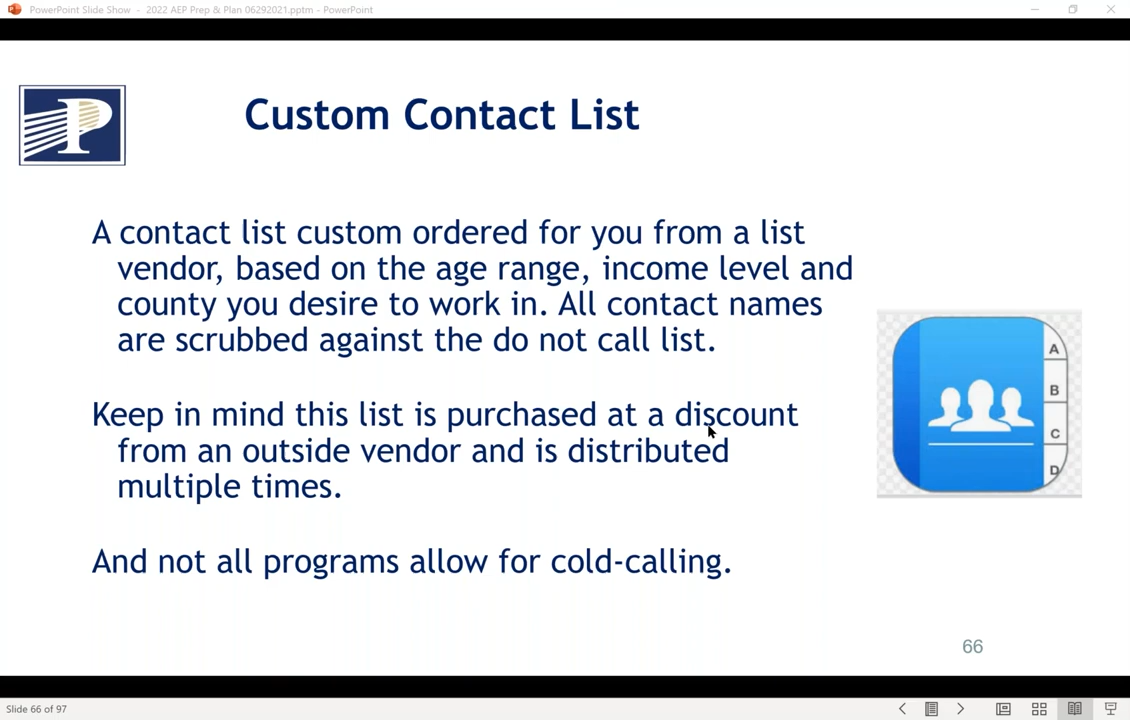 PowerPoint Slide Show - 2022 AEP Prep & Plan 06292021.pptm - PowerPoint
P
Custom Contact List
A contact list custom ordered for you from a list
vendor, based on the age range, income level and
county you desire to work in. All contact names
are scrubbed against the do not call list.
Keep in mind this list is purchased at a discount
from an outside vendor and is distributed
multiple times.
And not all programs allow for cold-calling.
A
B
C
D
66
Slide 66 of 97